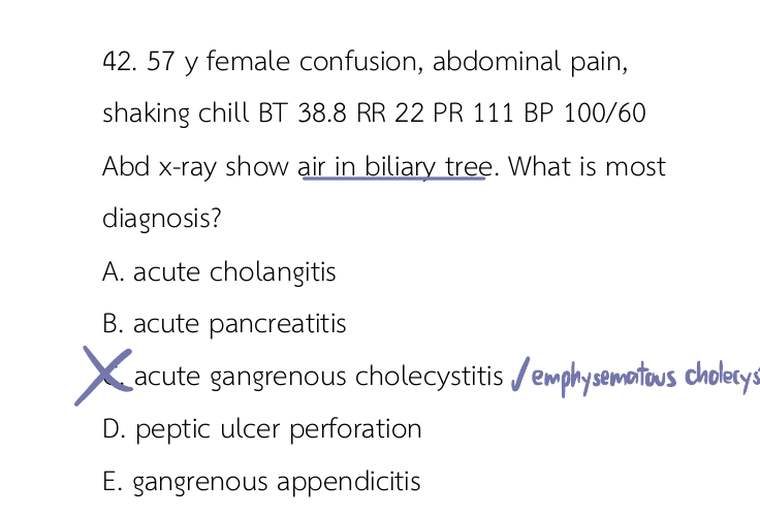 42. 57 y female confusion, abdominal pain,
shaking chill BT 38.8 RR 22 PR 111 BP 100/60
Abd x-ray show air in biliary tree. What is most
diagnosis?
A. acute cholangitis
B. acute pancreatitis
C. acute gangrenous cholecystitis / emphysematous cholecys
D. peptic ulcer perforation
E. gangrenous appendicitis